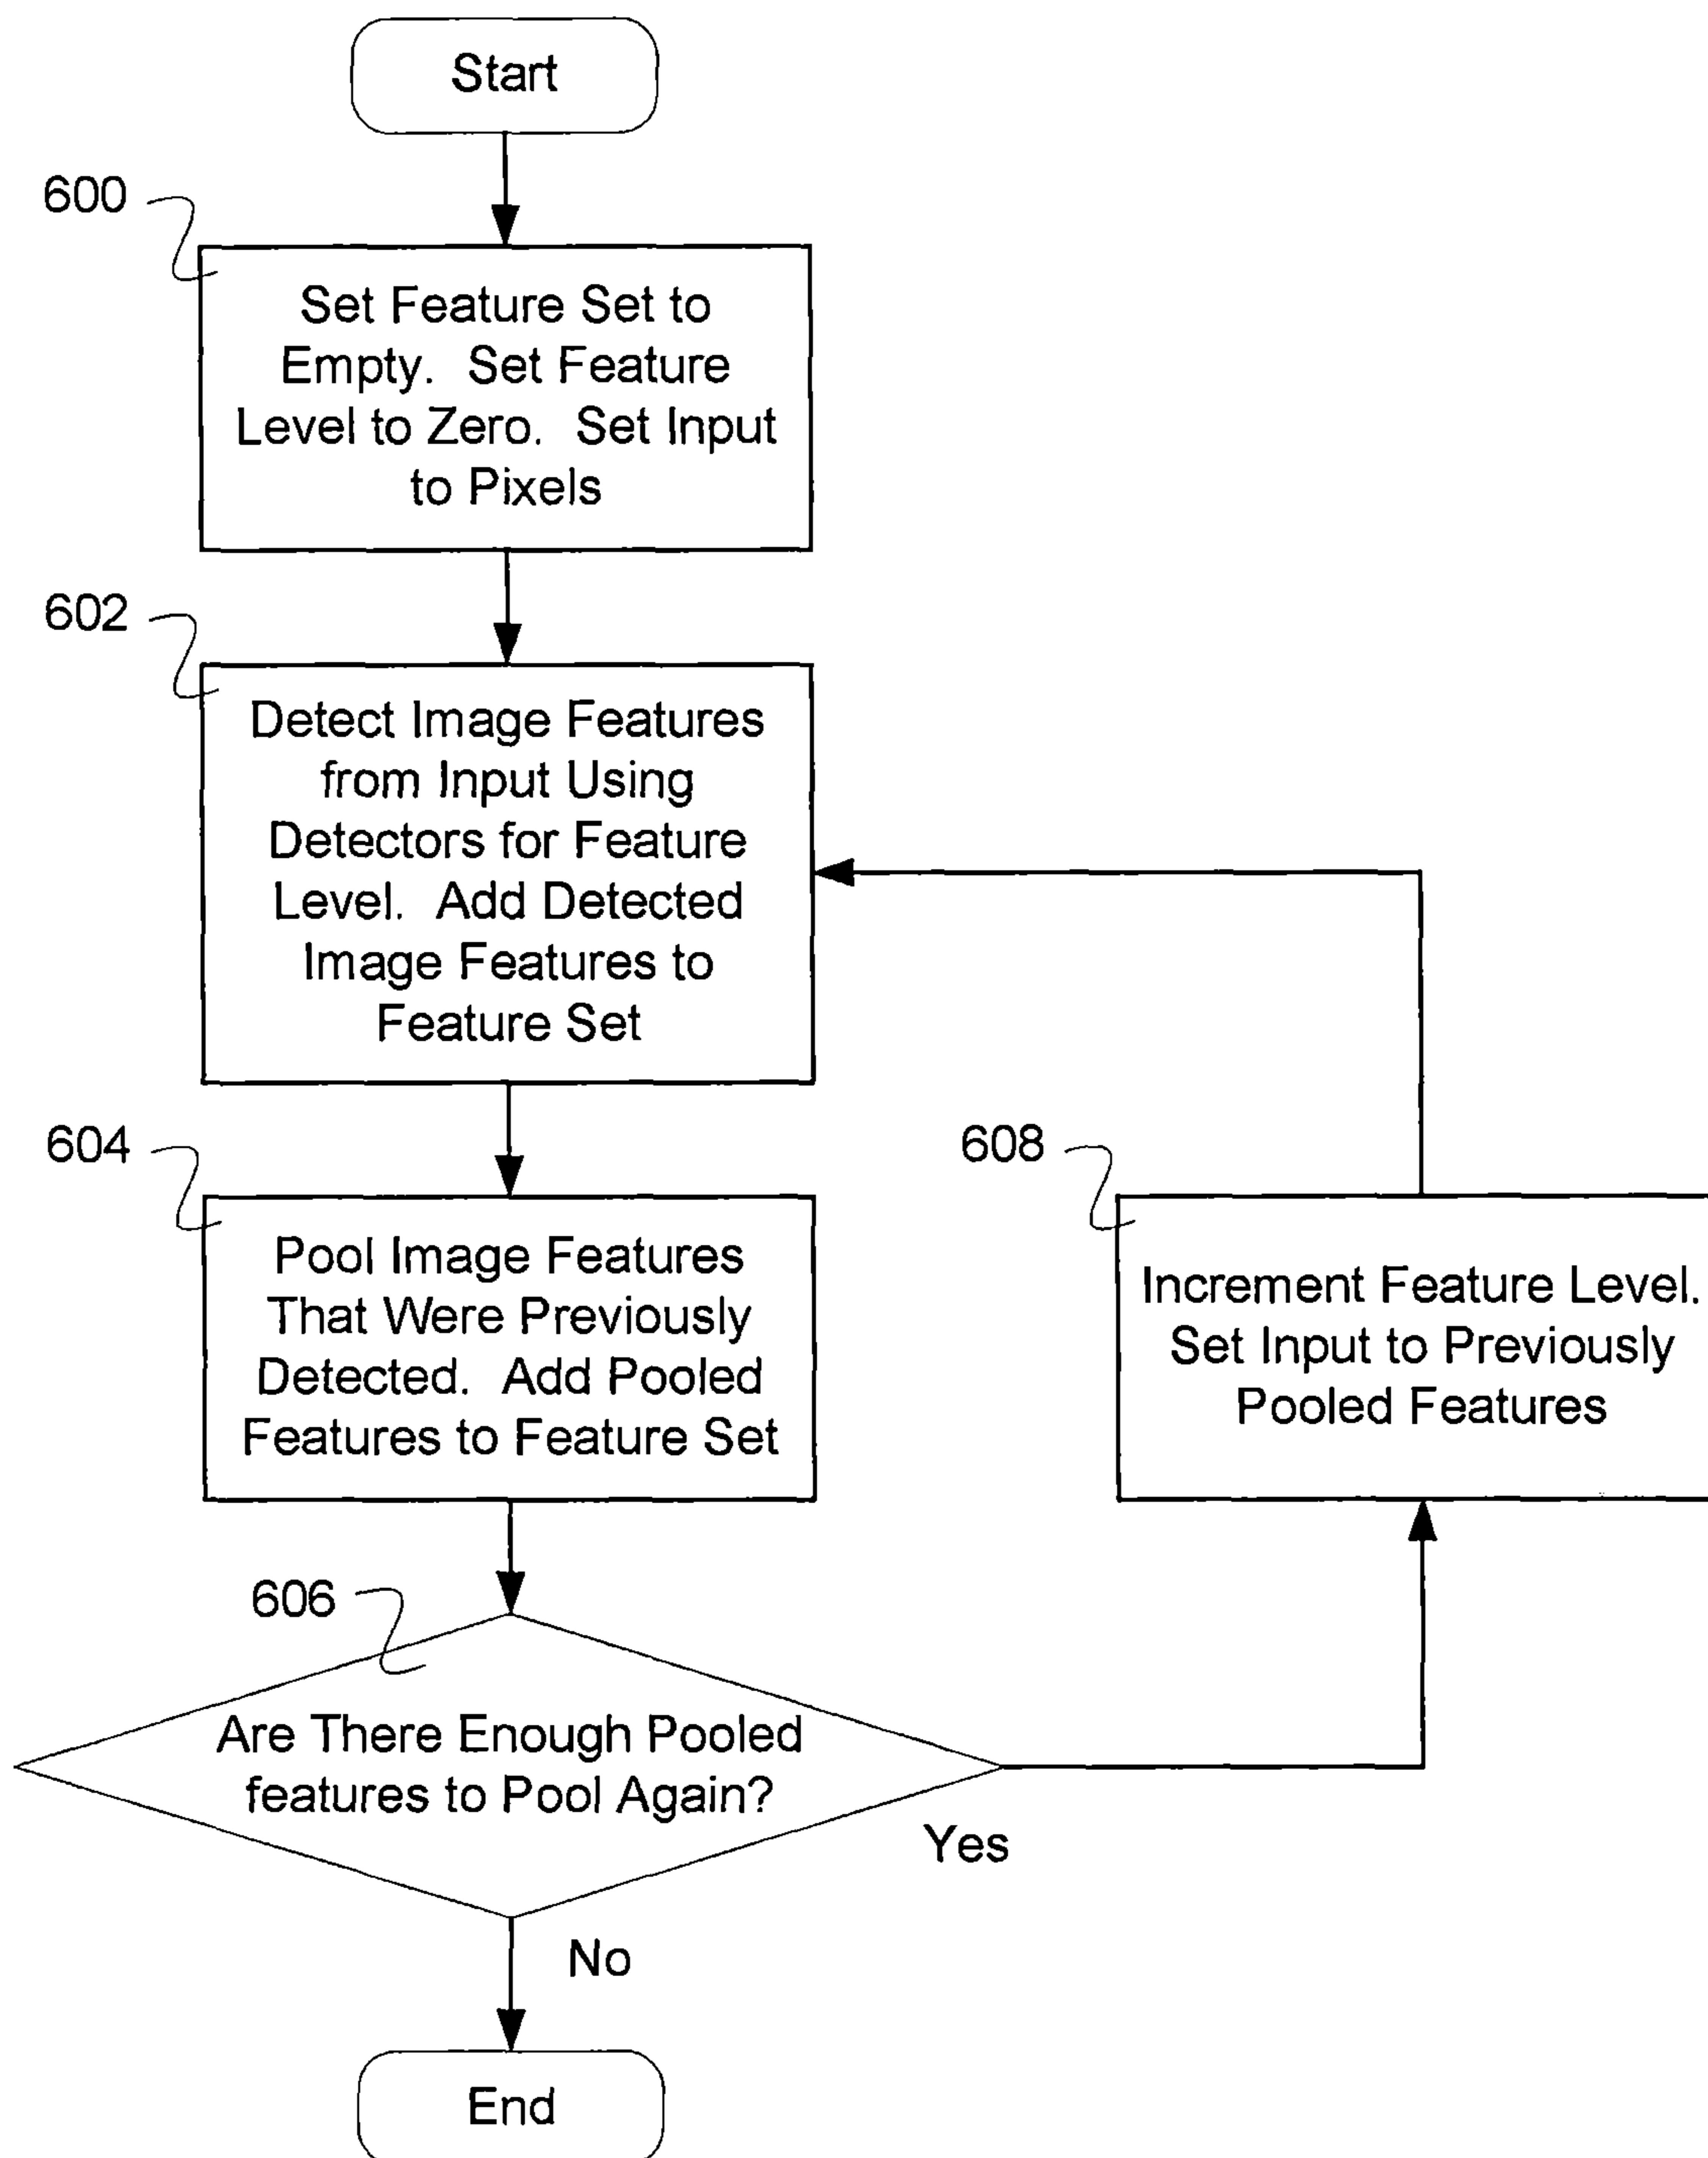 Start
600
Set Feature Set to
Empty.  Set Feature
Level to Zero.  Set Input
to Pixels
602
Detect Image Features
from Input Using
Detectors for Feature
Level.  Add Detected
Image Features to
Feature Set
604
Pool Image Features
That Were Previously
Detected.  Add Pooled
Features to Feature Set
608
Increment Feature Level.
Set Input to Previously
Pooled Features
606
Are There Enough Pooled
features to Pool Again?
Yes
No
End